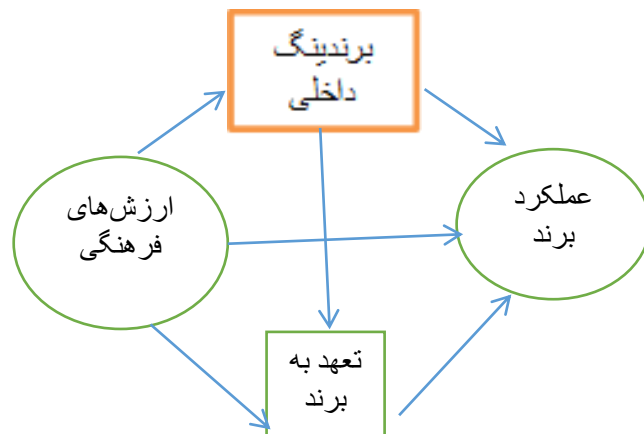 برندینگ
داخلی
ارزش‌های
فرهنگی
عملکرد
برند
تعهد به
برند